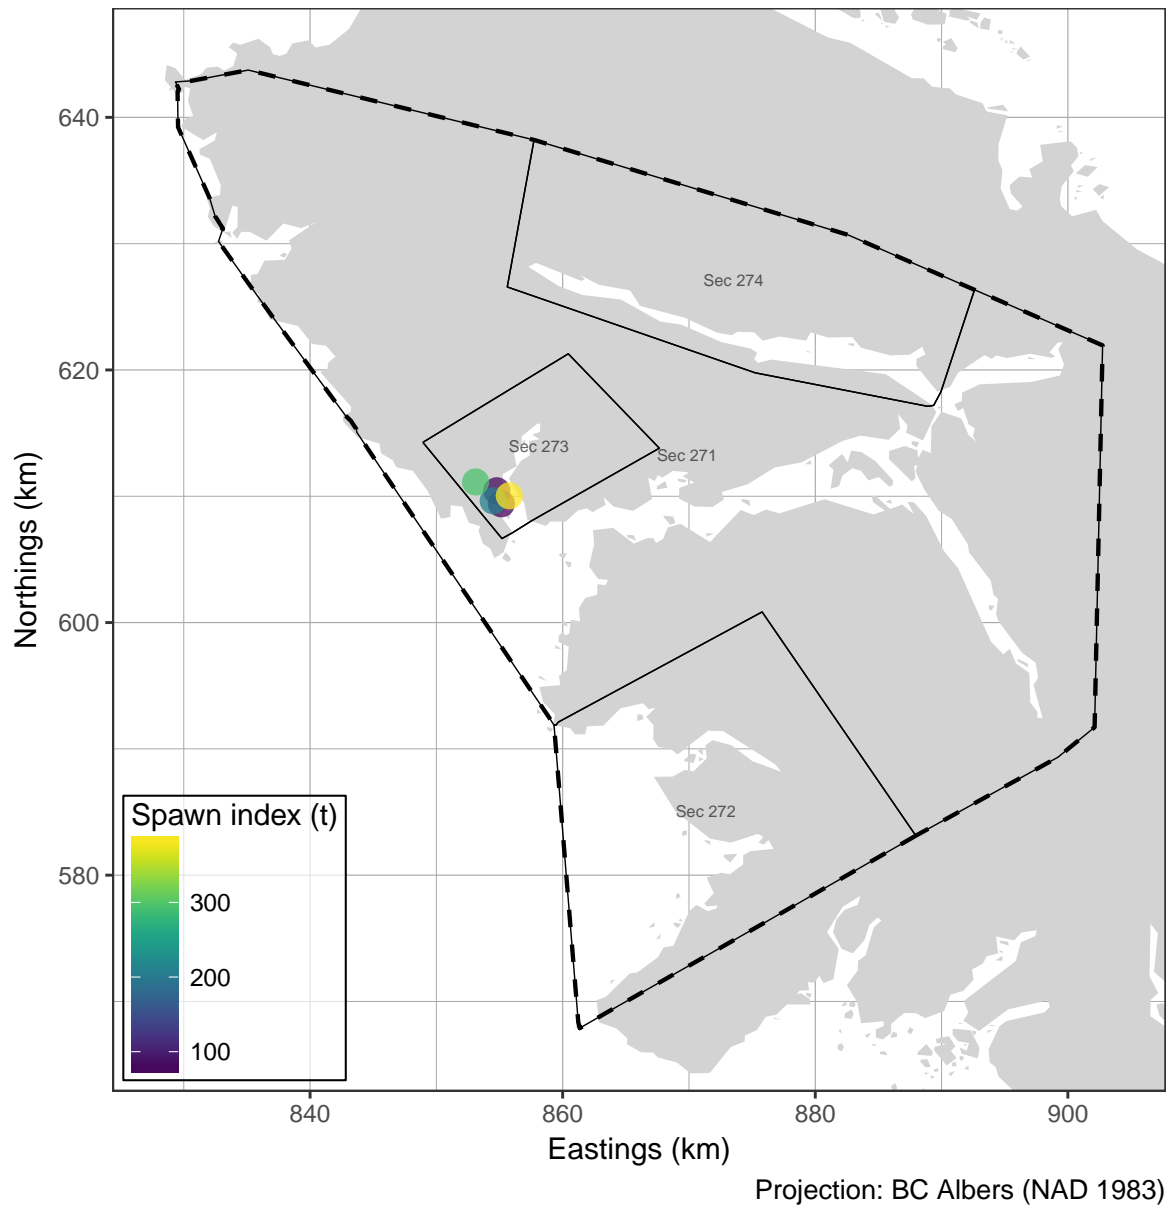 640
620
600
580
Northings (km)
Sec 274
Sec 273
Sec 271
Sec 272
Spawn index (t)
300
200
100
840
860
880
900
Eastings (km)
Projection: BC Albers (NAD 1983)